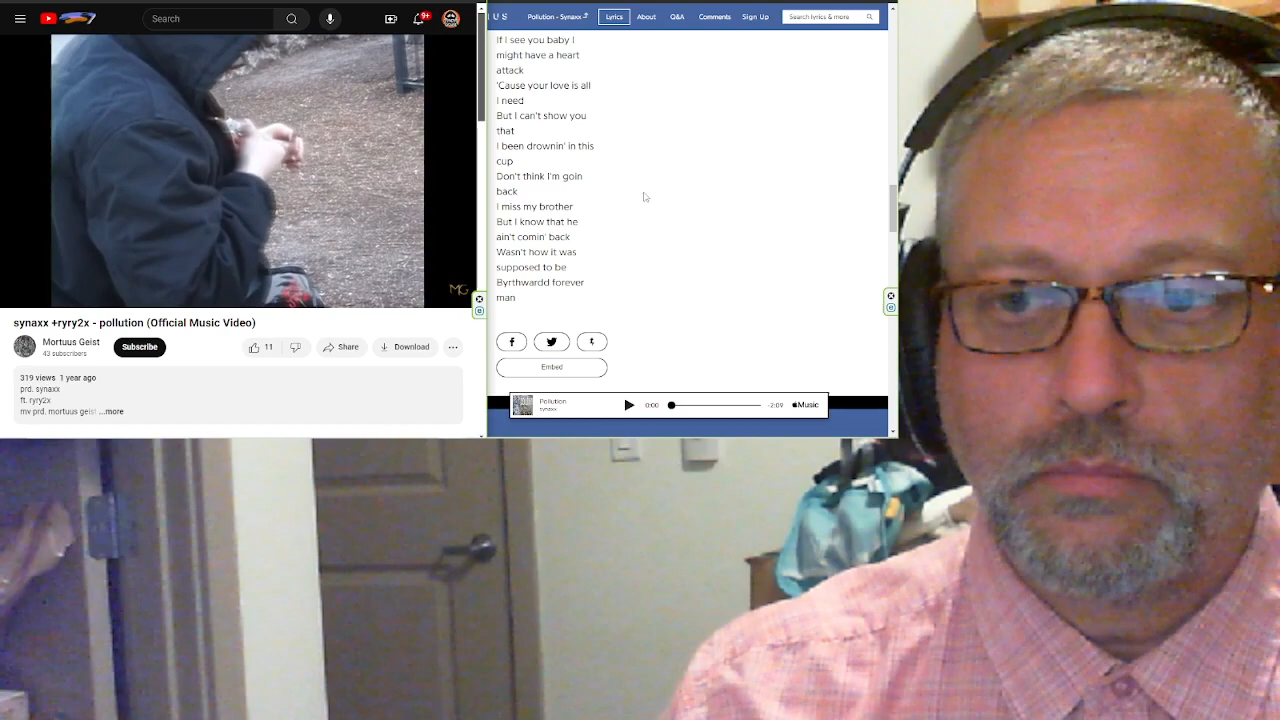 Search
9+
synaxx +ryry2x - pollution (Official Music Video)
Mortuus Geist
43 subscribers
Subscribe
11
Share
Download
319 views 1 year ago
prd. synaxx
ft. ryry2x
mv prd. mortuus geist ...more
MG
U S
Pollution - Synaxx
Lyrics
About
Q&A
Comments
Sign Up
Search lyrics & more
If I see you baby I
might have a heart
attack
'Cause your love is all
I need
But I can't show you
that
I been drownin' in this
cup
Don't think I'm goin
back
I miss my brother
But I know that he
ain't comin' back
Wasn't how it was
supposed to be
Byrthwardd forever
man
Embed
Pollution
synaxx
0:00
-2:09
Music